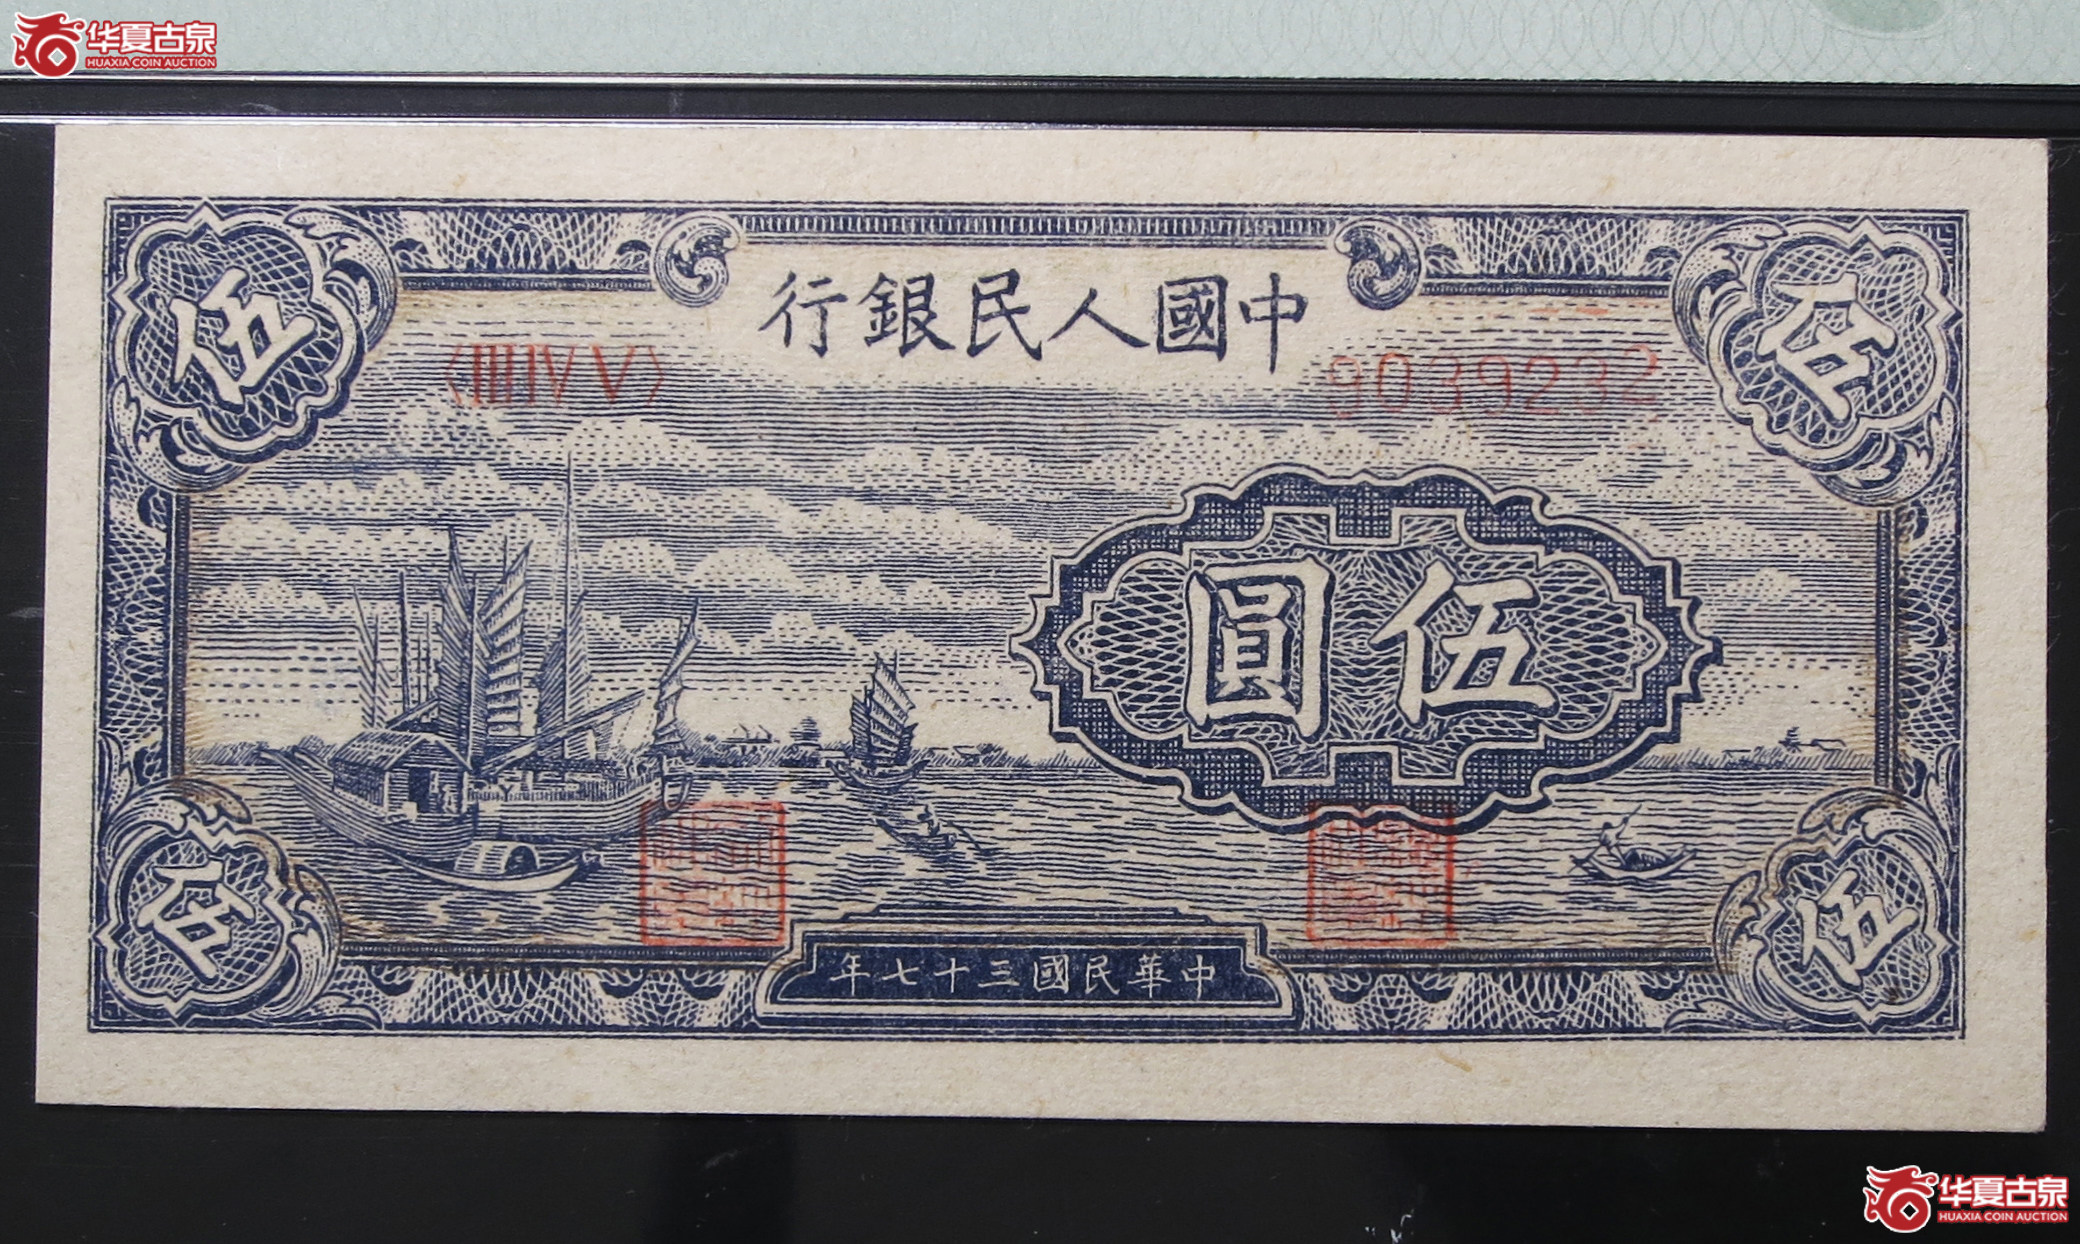 华夏古泉
HUAXIA COIN AUCTION
伍
伍
中國人民銀行
〈ⅢⅣⅤ〉
9039232
伍圓
伍
伍
中華民國三十七年
华夏古泉
HUAXIA COIN AUCTION